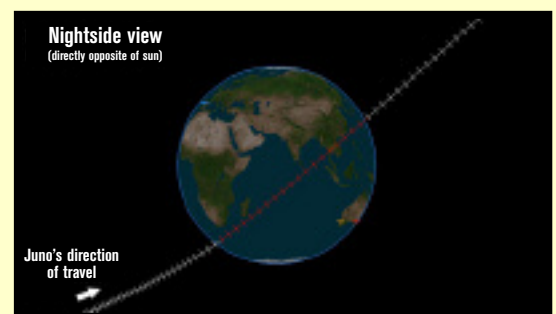 Nightside view
(directly opposite of sun)
Juno's direction
of travel